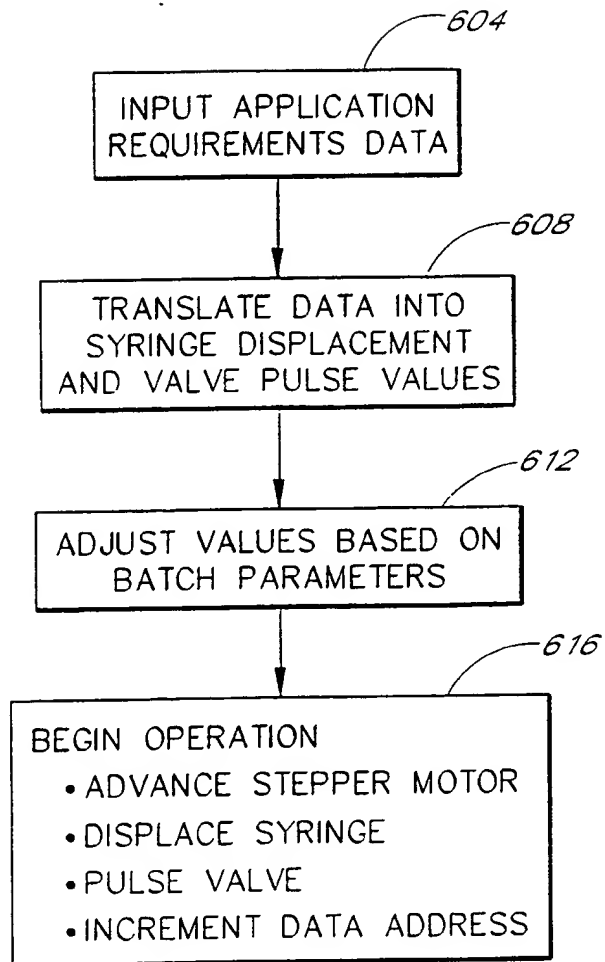 604
INPUT APPLICATION
REQUIREMENTS DATA
608
TRANSLATE DATA INTO
SYRINGE DISPLACEMENT
AND VALVE PULSE VALUES
612
ADJUST VALUES BASED ON
BATCH PARAMETERS
616
BEGIN OPERATION
• ADVANCE STEPPER MOTOR
• DISPLACE SYRINGE
• PULSE VALVE
• INCREMENT DATA ADDRESS